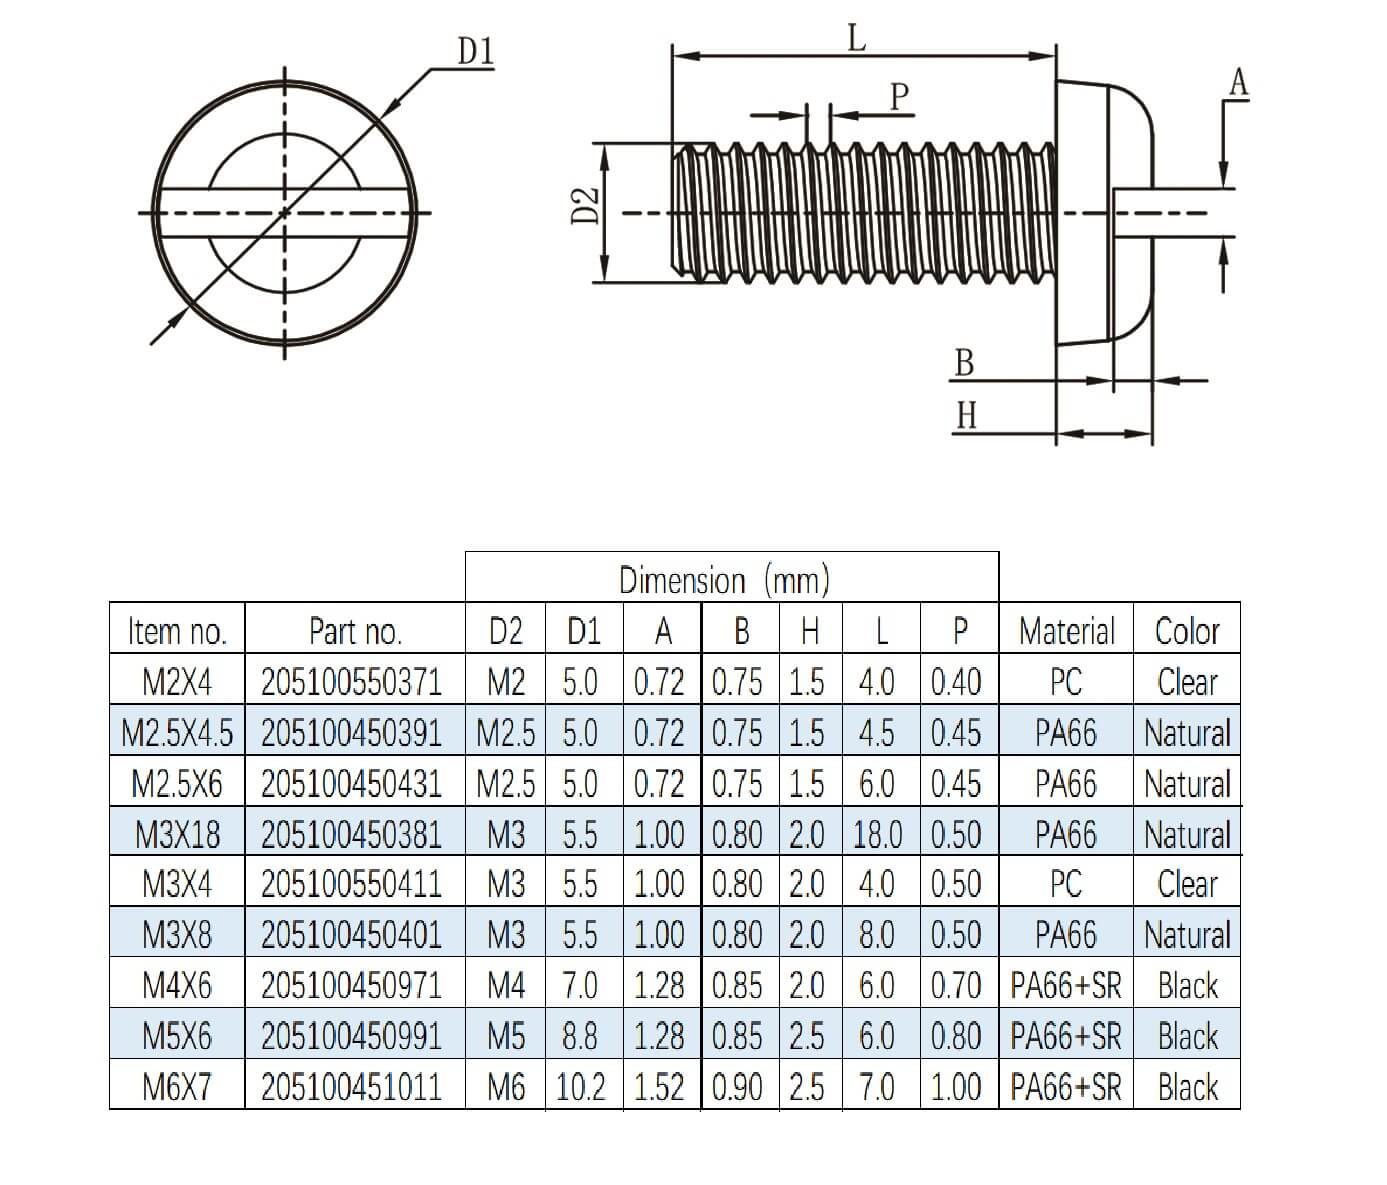 D1
L
P
A
D2
B
H
Dimension (mm)
Item no. Part no. D2 D1 A B H L P Material Color
M2X4 205100550371 M2 5.0 0.72 0.75 1.5 4.0 0.40 PC Clear
M2.5X4.5 205100450391 M2.5 5.0 0.72 0.75 1.5 4.5 0.45 PA66 Natural
M2.5X6 205100450431 M2.5 5.0 0.72 0.75 1.5 6.0 0.45 PA66 Natural
M3X18 205100450381 M3 5.5 1.00 0.80 2.0 18.0 0.50 PA66 Natural
M3X4 205100550411 M3 5.5 1.00 0.80 2.0 4.0 0.50 PC Clear
M3X8 205100450401 M3 5.5 1.00 0.80 2.0 8.0 0.50 PA66 Natural
M4X6 205100450971 M4 7.0 1.28 0.85 2.0 6.0 0.70 PA66+SR Black
M5X6 205100450991 M5 8.8 1.28 0.85 2.5 6.0 0.80 PA66+SR Black
M6X7 205100451011 M6 10.2 1.52 0.90 2.5 7.0 1.00 PA66+SR Black